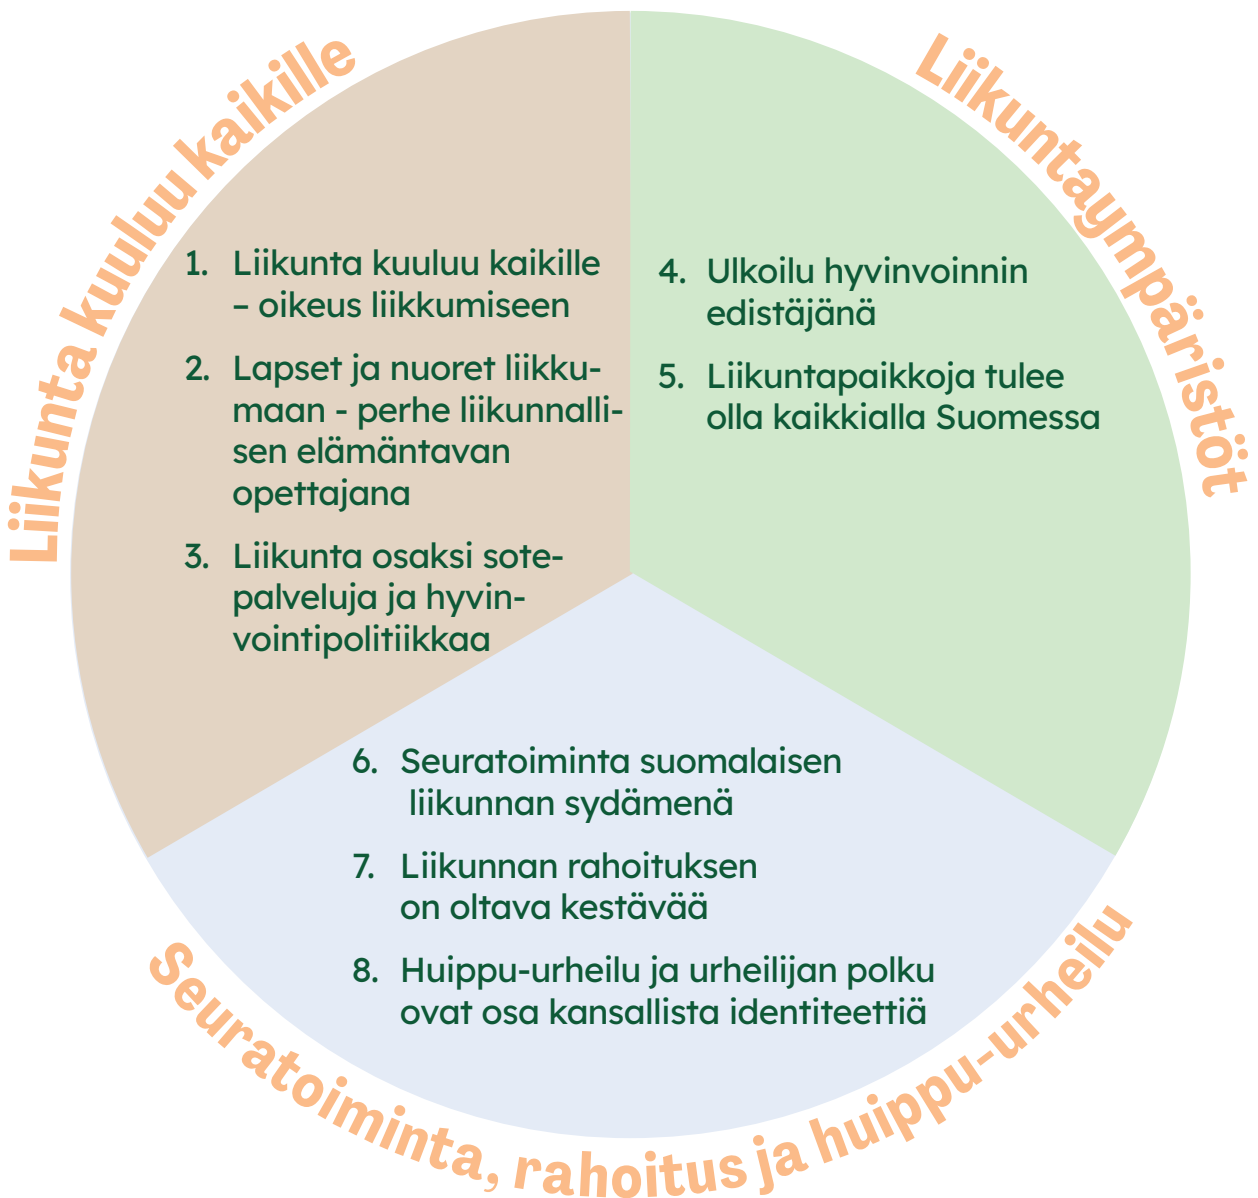 Liikunta kuuluu kaikille
1. Liikunta kuuluu kaikille
– oikeus liikkumiseen
2. Lapset ja nuoret liikku-
maan - perhe liikunnalli-
sen elämäntavan
opettajana
3. Liikunta osaksi sote-
palveluja ja hyvin-
vointipolitiikkaa
Liikuntaympäristöt
4. Ulkoilu hyvinvoinnin
edistäjänä
5. Liikuntapaikkoja tulee
olla kaikkialla Suomessa
6. Seuratoiminta suomalaisen
liikunnan sydämenä
7. Liikunnan rahoituksen
on oltava kestävää
8. Huippu-urheilu ja urheilijan polku
ovat osa kansallista identiteettiä
Seuratoiminta, rahoitus ja huippu-urheilu